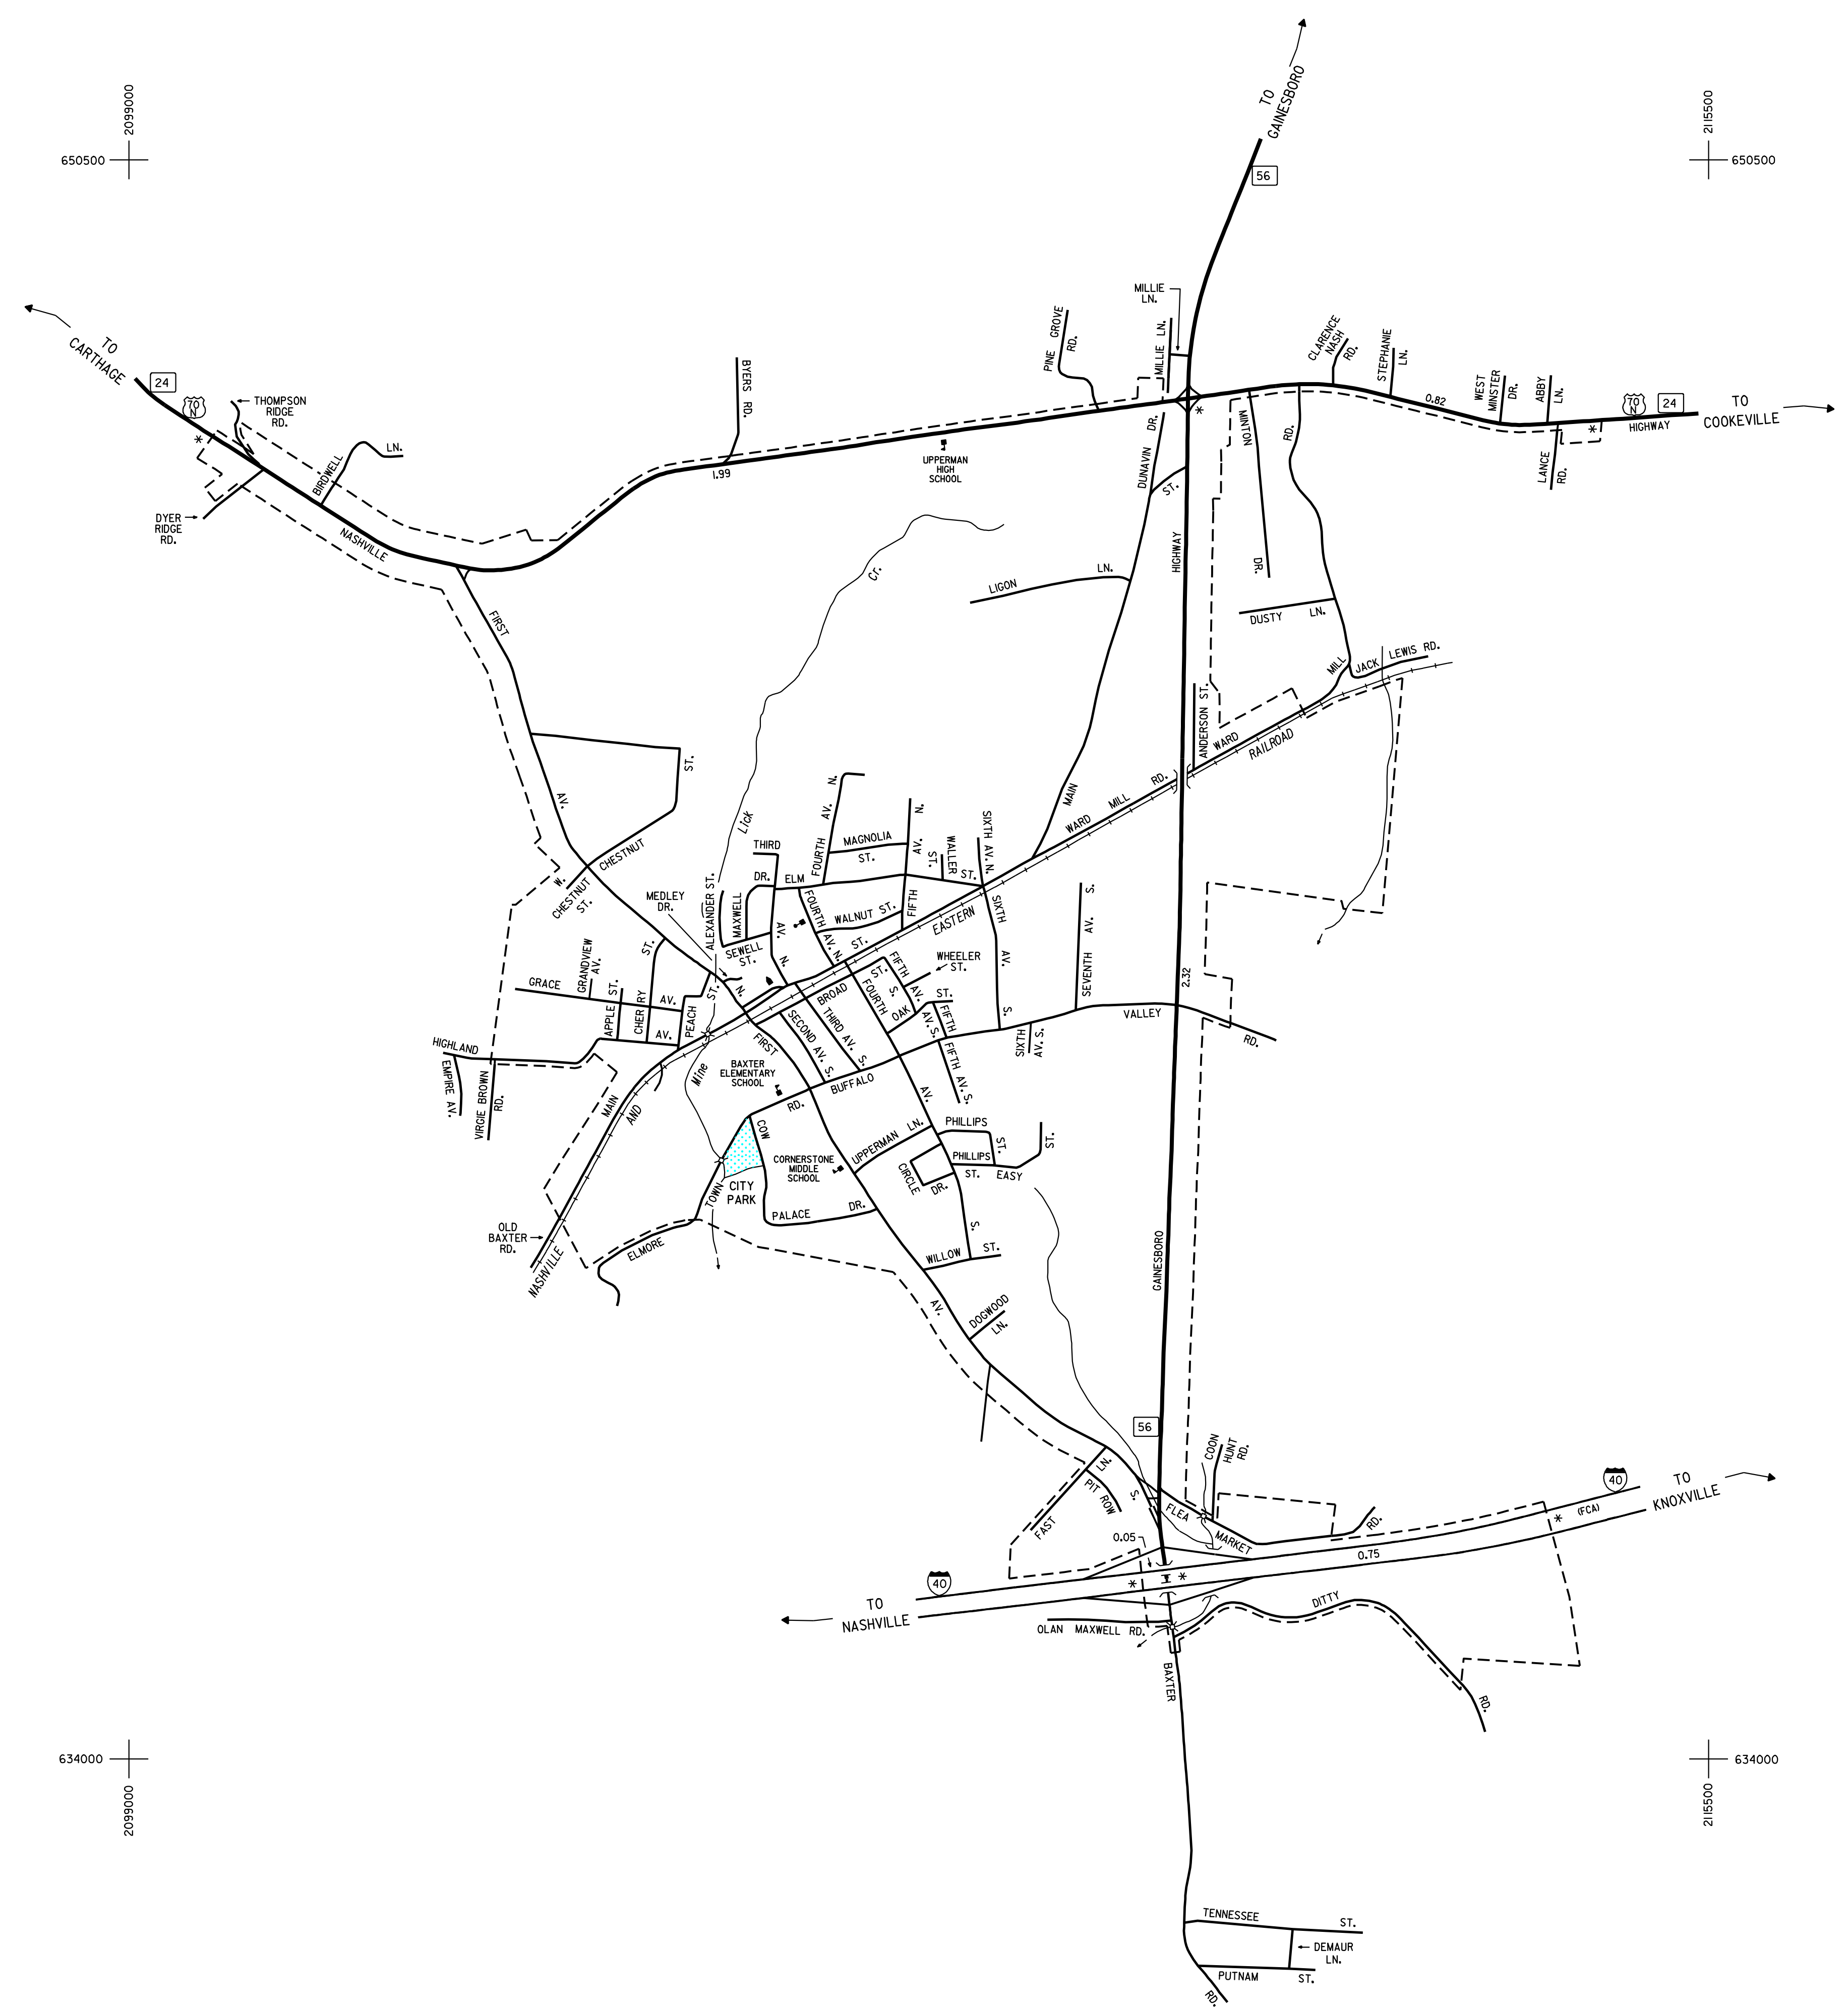 2099000
650500
2115500
650500
TO
GAINESBORO
56
TO
CARTHAGE
24
70
N
THOMPSON
RIDGE
RD.
BIRDWELL LN.
DYER
RIDGE
RD.
NASHVILLE
BYERS RD.
1.99
UPPERMAN
HIGH
SCHOOL
PINE GROVE
RD.
MILLIE
LN.
MILLIE LN.
DUNAVIN DR.
ST.
HIGHWAY
MINTON
DR.
RD.
CLARENCE
NASH
RD.
STEPHANIE
LN.
0.82
WEST
MINSTER
DR.
ABBY
LN.
LANCE
RD.
70
N
24
HIGHWAY
TO
COOKEVILLE
FIRST
AV.
Cr.
LIGON LN.
DUSTY LN.
MILL
JACK LEWIS RD.
ANDERSON ST.
WARD
RAILROAD
MAIN
WARD MILL RD.
ST.
CHESTNUT
W.
CHESTNUT
ST.
Lick
THIRD
FOURTH AV. N.
MAGNOLIA
ST.
AV. N.
FIFTH
WALLER
ST.
SIXTH AV. N.
ST.
DR.
ELM
MEDLEY
DR.
ALEXANDER ST.
MAXWELL
SEWELL
ST.
AV. N.
FOURTH AV. N.
WALNUT ST.
ST.
EASTERN
SIXTH
AV.
S.
SEVENTH AV. S.
WHEELER
ST.
GRACE
AV.
GRANDVIEW
AV.
APPLE ST.
CHERRY
ST.
PEACH
ST.
N.
AV.
HIGHLAND
EMPIRE AV.
VIRGIE BROWN
RD.
MAIN
AND
Mine
BROAD
ST.
FIRST
SECOND AV. S.
THIRD AV. S.
FOURTH
FIFTH
AV.
S.
OAK
ST.
FIFTH
AV. S.
FIFTH AV. S.
SIXTH
AV. S.
VALLEY
RD.
2.32
BAXTER
ELEMENTARY
SCHOOL
RD.
BUFFALO
AV.
COW
CORNERSTONE
MIDDLE
SCHOOL
UPPERMAN LN.
PHILLIPS
ST.
PHILLIPS
ST.
EASY
ST.
CIRCLE
DR.
CITY
PARK
TOWN
PALACE DR.
OLD
BAXTER
RD.
NASHVILLE
ELMORE
S.
WILLOW ST.
GAINESBORO
AV.
DOGWOOD
LN.
56
COON
HUNT
RD.
LN.
PIT ROW
FAST
S.
FLEA
MARKET
RD.
0.05
0.75
40
(FCA)
TO
KNOXVILLE
40
TO
NASHVILLE
OLAN MAXWELL RD.
DITTY
RD.
BAXTER
634000
2099000
634000
2115500
TENNESSEE ST.
DEMAUR
LN.
PUTNAM ST.
RD.